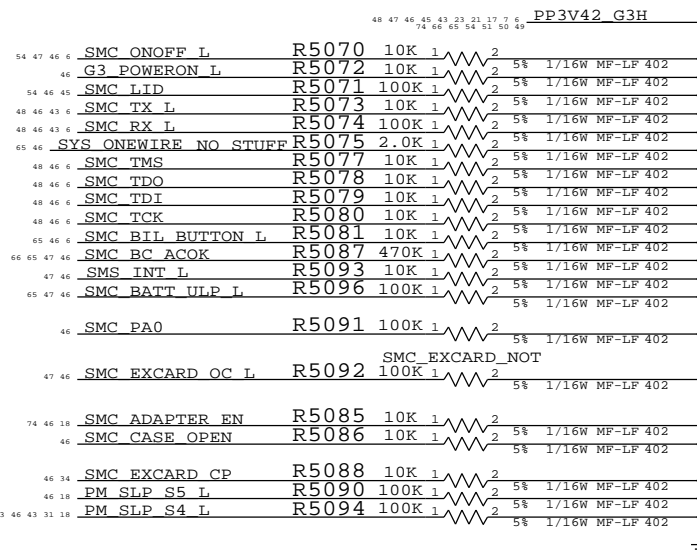 48 47 46 45 43 23 21 17 7 6 PP3V42_G3H
74 66 65 54 51 50 49
54 47 46 6 SMC_ONOFF_L R5070 10K 1 2
5% 1/16W MF-LF 402
46 G3_POWERON_L R5072 10K 1 2
5% 1/16W MF-LF 402
54 46 45 SMC_LID R5071 100K 1 2
5% 1/16W MF-LF 402
48 46 43 6 SMC_TX_L R5073 10K 1 2
5% 1/16W MF-LF 402
48 46 43 6 SMC_RX_L R5074 100K 1 2
5% 1/16W MF-LF 402
65 46 SYS_ONEWIRE NO STUFF R5075 2.0K 1 2
5% 1/16W MF-LF 402
48 46 6 SMC_TMS R5077 10K 1 2
5% 1/16W MF-LF 402
48 46 6 SMC_TDO R5078 10K 1 2
5% 1/16W MF-LF 402
48 46 6 SMC_TDI R5079 10K 1 2
5% 1/16W MF-LF 402
48 46 6 SMC_TCK R5080 10K 1 2
5% 1/16W MF-LF 402
65 46 6 SMC_BIL_BUTTON_L R5081 10K 1 2
5% 1/16W MF-LF 402
66 65 47 46 SMC_BC_ACOK R5087 470K 1 2
5% 1/16W MF-LF 402
47 46 SMS_INT_L R5093 10K 1 2
5% 1/16W MF-LF 402
65 47 46 SMC_BATT_ULP_L R5096 100K 1 2
5% 1/16W MF-LF 402
46 SMC_PA0 R5091 100K 1 2
5% 1/16W MF-LF 402
SMC_EXCARD_NOT
47 46 SMC_EXCARD_OC_L R5092 100K 1 2
5% 1/16W MF-LF 402
74 46 18 SMC_ADAPTER_EN R5085 10K 1 2
5% 1/16W MF-LF 402
46 SMC_CASE_OPEN R5086 10K 1 2
5% 1/16W MF-LF 402
46 34 SMC_EXCARD_CP R5088 10K 1 2
5% 1/16W MF-LF 402
46 18 PM_SLP_S5_L R5090 100K 1 2
5% 1/16W MF-LF 402
3 46 43 31 18 PM_SLP_S4_L R5094 100K 1 2
5% 1/16W MF-LF 402